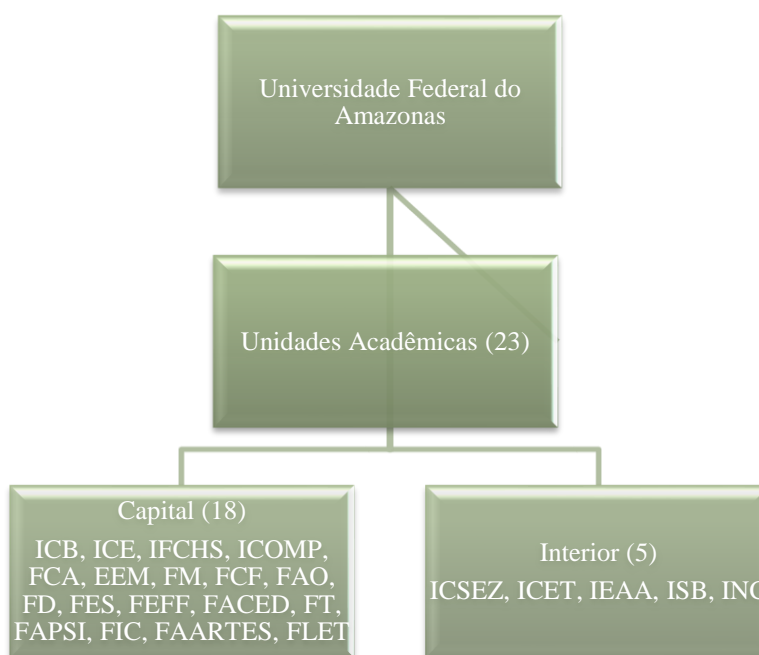 Universidade Federal do
Amazonas
Unidades Acadêmicas (23)
Capital (18)
ICB, ICE, IFCHS, ICOMP,
FCA, EEM, FM, FCF, FAO,
FD, FES, FEFF, FACED, FT,
FAPSI, FIC, FAARTES, FLET
Interior (5)
ICSEZ, ICET, IEAA, ISB,